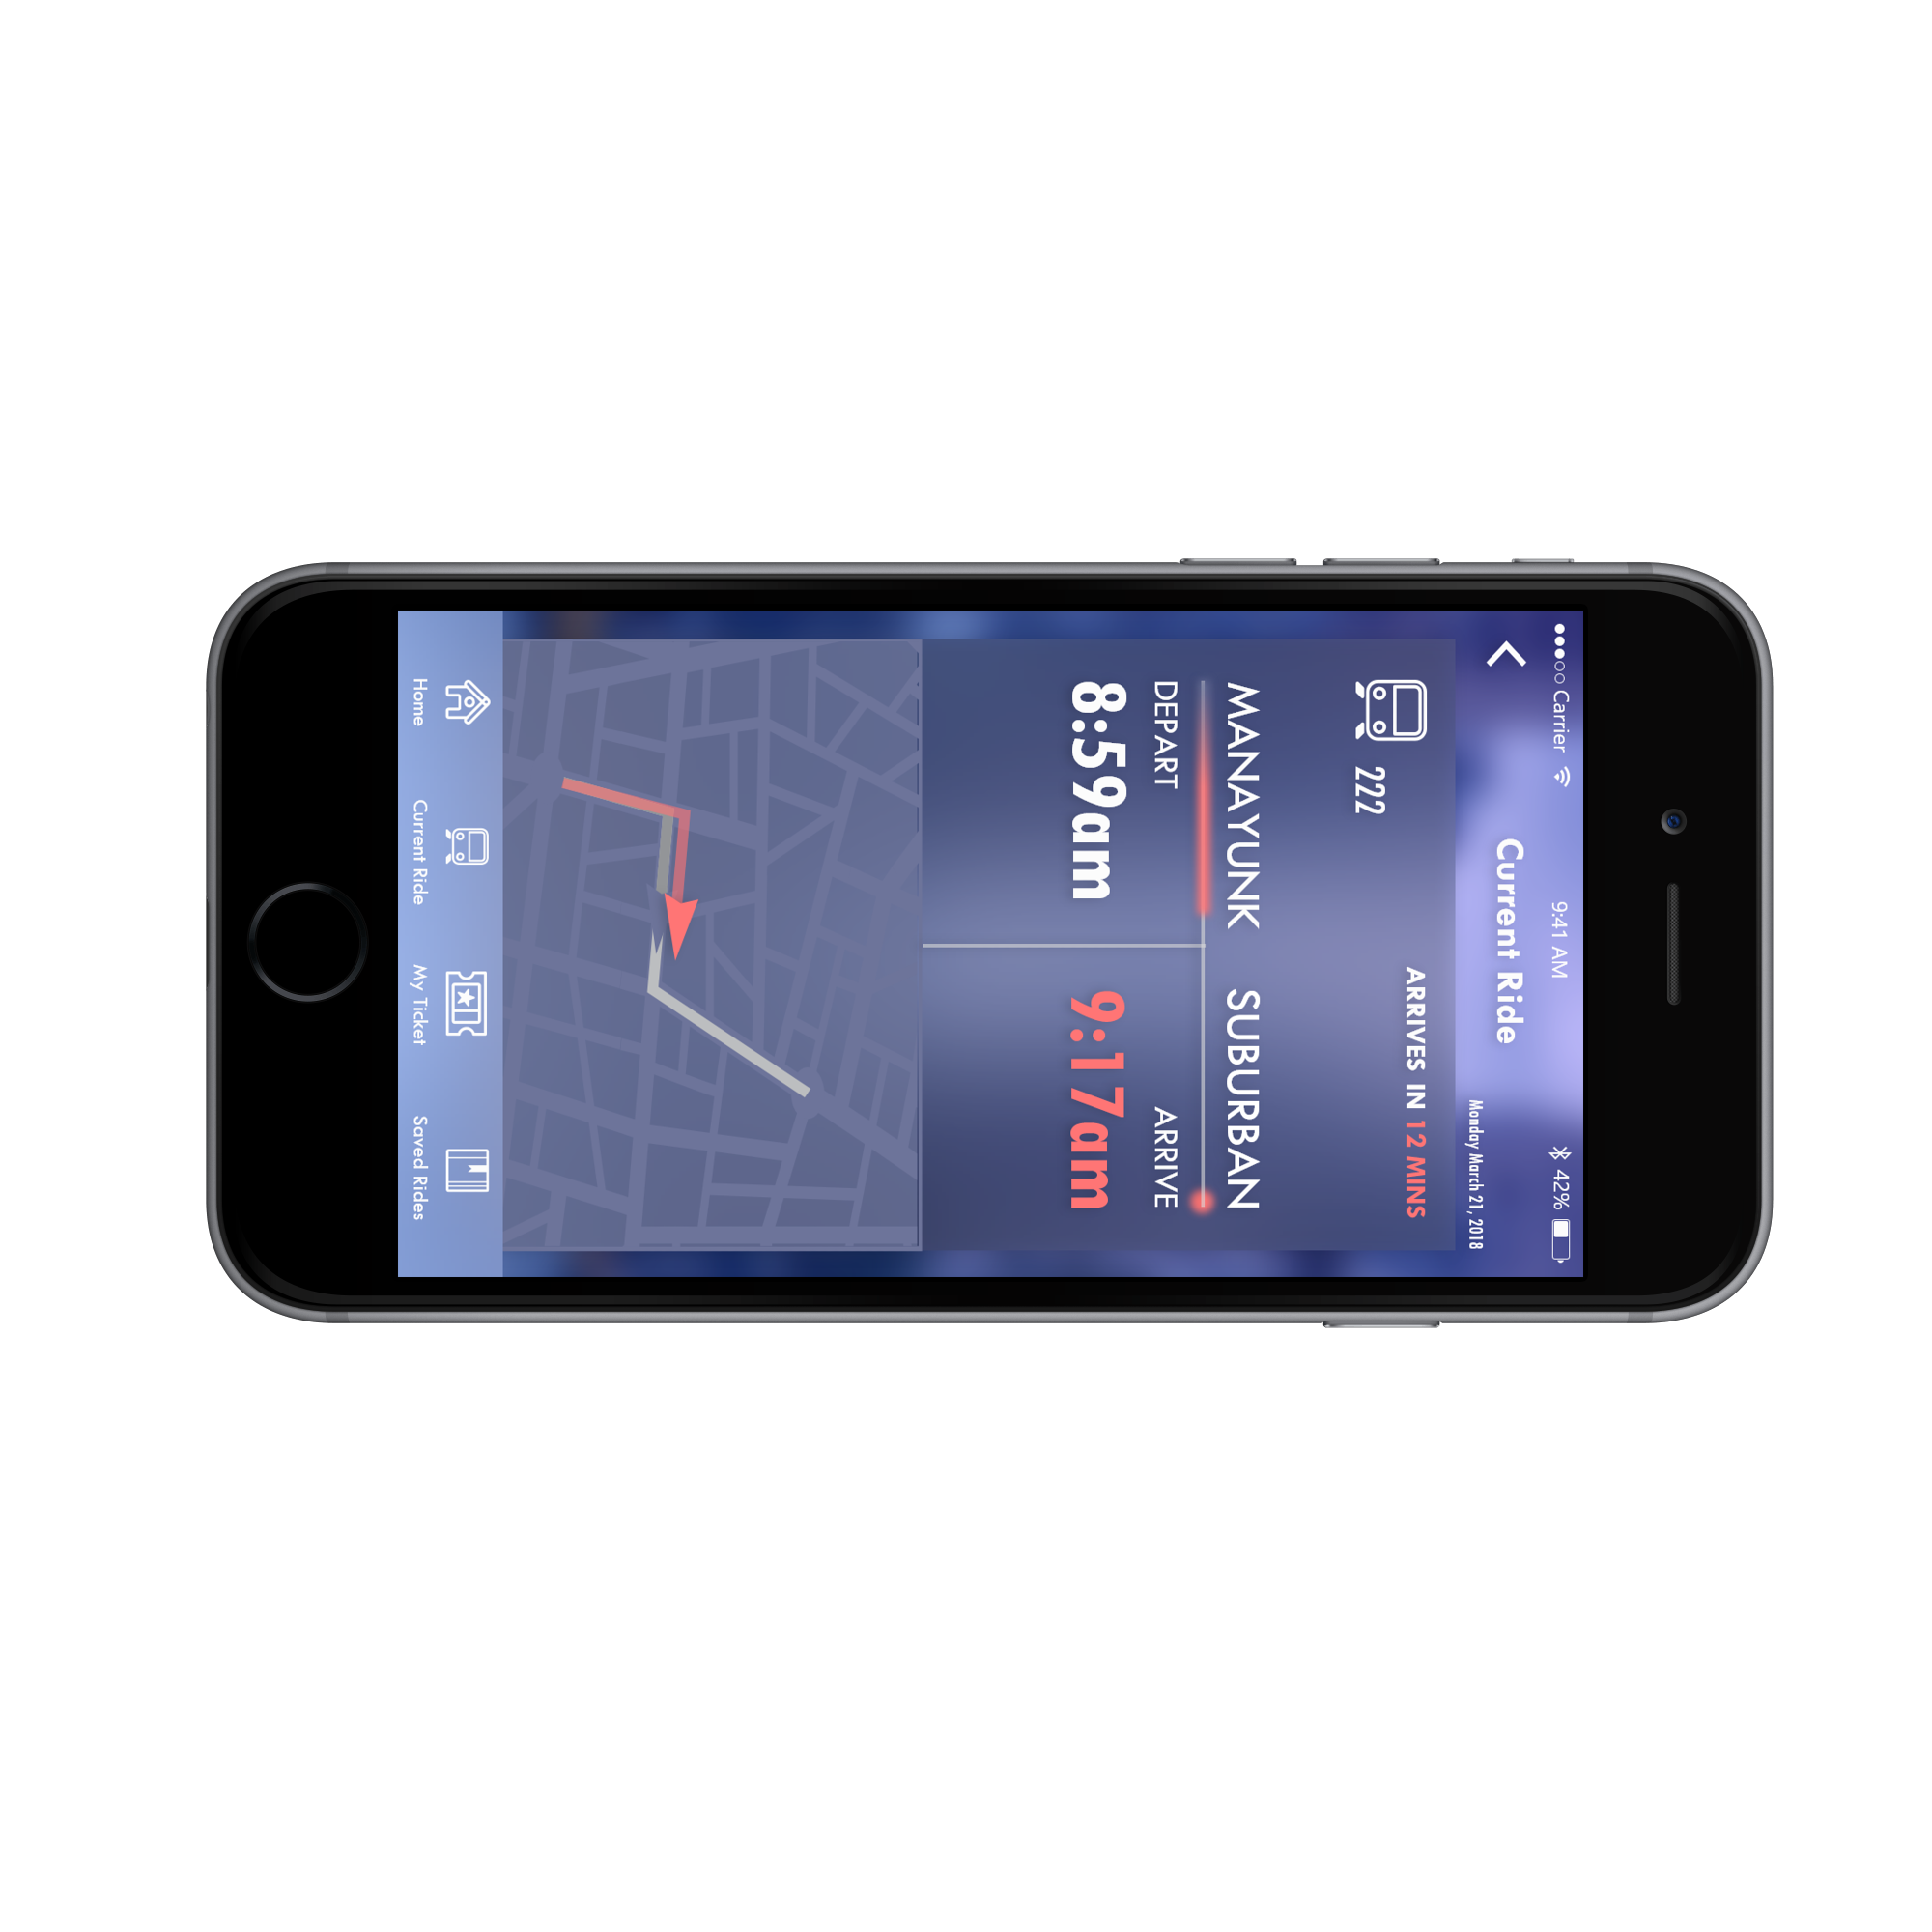 Carrier 9:41 AM 42%
Current Ride
Monday March 21, 2018
ARRIVES IN 12 MINS
222
MANAYUNK SUBURBAN
DEPART ARRIVE
8:59am 9:17am
Home Current Ride My Ticket Saved Rides